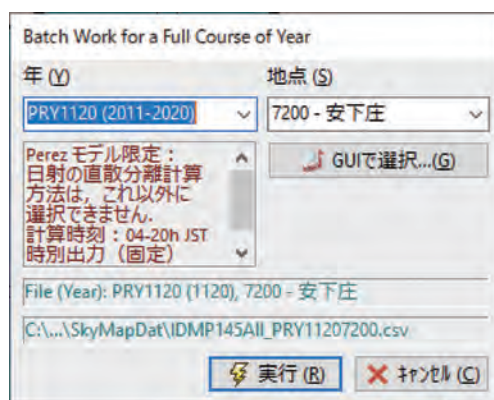 Batch Work for a Full Course of Year
年 (Y)
地点 (S)
PRY1120 (2011-2020)
7200 - 安下庄
Perez モデル限定：
日射の直散分離計算
方法は，これ以外に
選択できません.
計算時刻：04-20h JST
時別出力（固定）
GUIで選択...(G)
File (Year): PRY1120 (1120), 7200 - 安下庄
C:\...\SkyMapDat\IDMP145All_PRY11207200.csv
実行 (R)
ｷｬﾝｾﾙ (C)